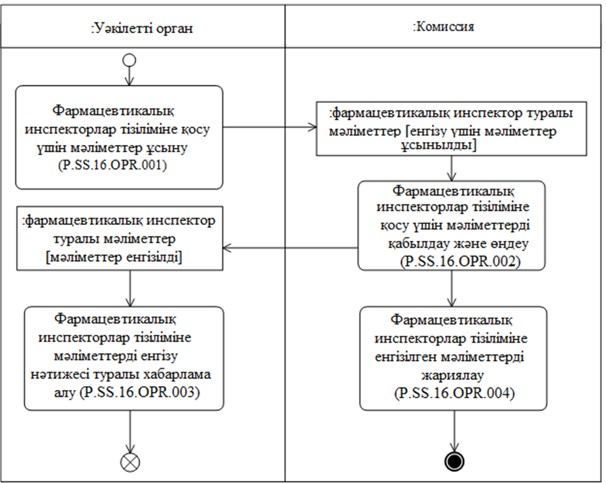 :Уәкілетті орган
:Комиссия
Фармацевтикалық
инспекторлар тізіліміне қосу
үшін мәліметтер ұсыну
(P.SS.16.OPR.001)
:фармацевтикалық инспектор туралы
мәліметтер [енгізу үшін мәліметтер
ұсынылды]
Фармацевтикалық
инспекторлар тізіліміне
қосу үшін мәліметтерді
қабылдау және өңдеу
(P.SS.16.OPR.002)
:фармацевтикалық инспектор
туралы мәліметтер
[мәліметтер енгізілді]
Фармацевтикалық
инспекторлар тізіліміне
мәліметтерді енгізу
нәтижесі туралы хабарлама
алу (P.SS.16.OPR.003)
Фармацевтикалық
инспекторлар тізіліміне
енгізілген мәліметтерді
жариялау
(P.SS.16.OPR.004)